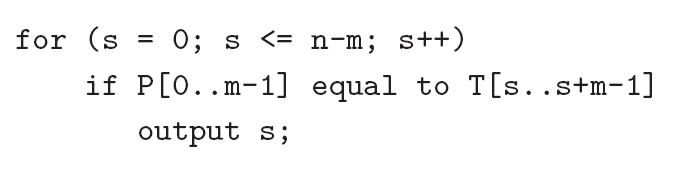 for (s = 0; s <= n-m; s++)
    if P[0..m-1] equal to T[s..s+m-1]
       output s;